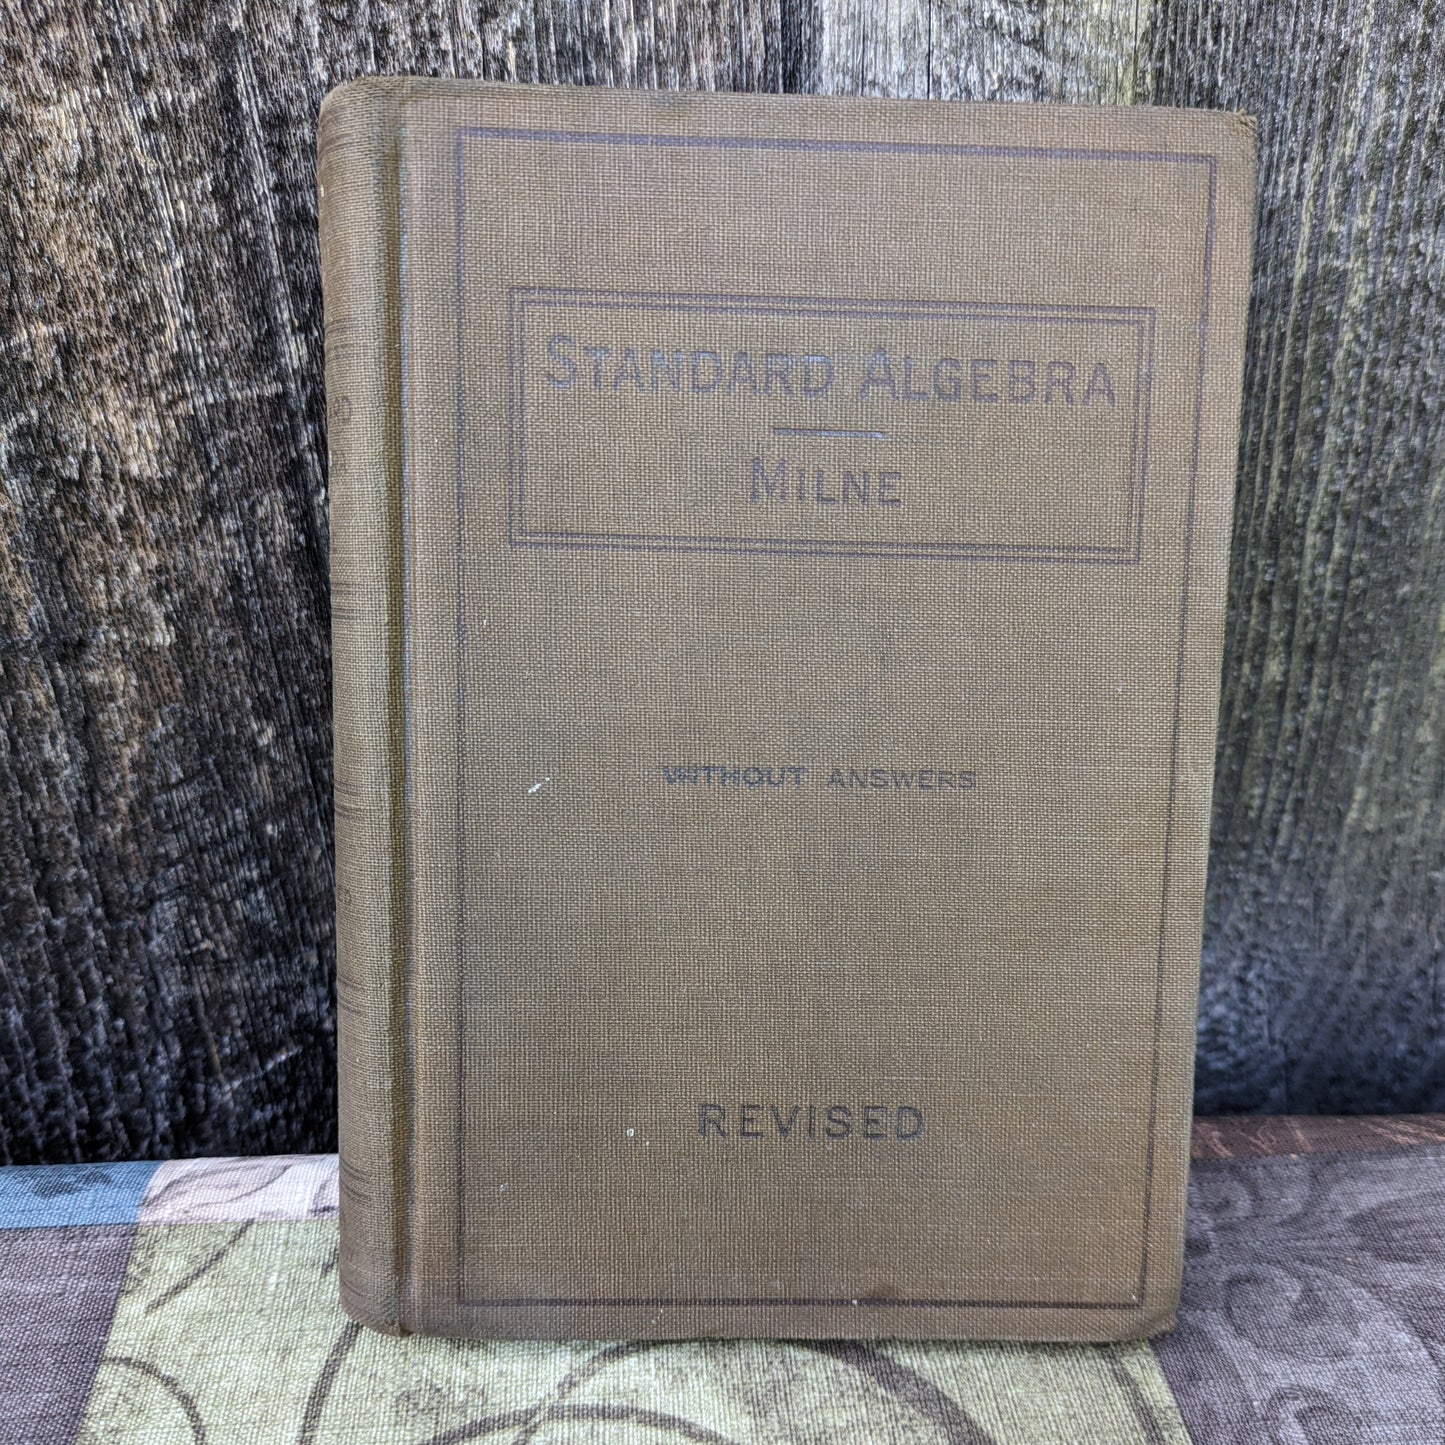 STANDARD ALGEBRA
MILNE
WITHOUT ANSWERS
REVISED